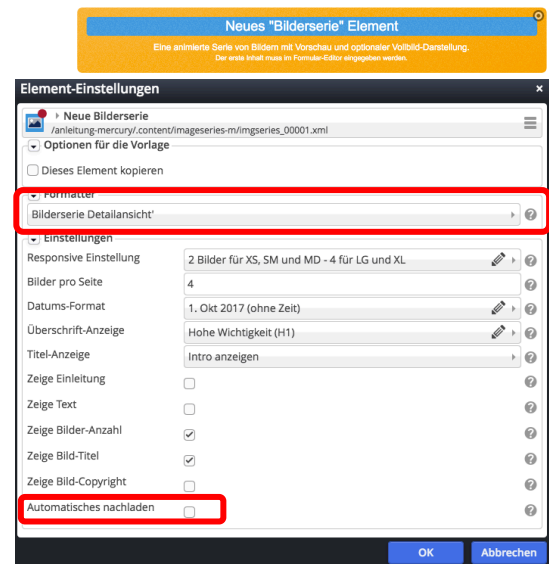 Neues "Bilderserie" Element
Eine animierte Serie von Bildern mit Vorschau und optionaler Vollbild-Darstellung.
Der erste Inhalt muss im Formular-Editor eingegeben werden.
Element-Einstellungen
Neue Bilderserie
/anleitung-mercury/.content/imageseries-m/imgseries_00001.xml
Optionen für die Vorlage
Dieses Element kopieren
Formatter
Bilderserie Detailansicht'
Einstellungen
Responsive Einstellung 2 Bilder für XS, SM und MD - 4 für LG und XL
Bilder pro Seite 4
Datums-Format 1. Okt 2017 (ohne Zeit)
Überschrift-Anzeige Hohe Wichtigkeit (H1)
Titel-Anzeige Intro anzeigen
Zeige Einleitung
Zeige Text
Zeige Bilder-Anzahl
Zeige Bild-Titel
Zeige Bild-Copyright
Automatisches nachladen
OK Abbrechen